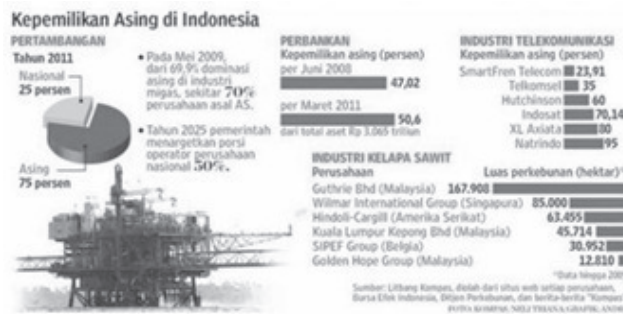 Kepemilikan Asing di Indonesia
PERTAMBANGAN
Tahun 2011
Nasional
25 persen
Asing
75 persen
• Pada Mei 2009,
dari 69,9% dominasi
asing di industri
migas, sekitar 70%
perusahaan asal AS.
• Tahun 2025 pemerintah
menargetkan porsi
operator perusahaan
nasional 50%.
PERBANKAN
Kepemilikan asing (persen)
per Juni 2008
47,02
per Maret 2011
50,6
dari total aset Rp 3.065 triliun
INDUSTRI TELEKOMUNIKASI
Kepemilikan asing (persen)
SmartFren Telecom 23,91
Telkomsel 35
Hutchinson 60
Indosat 70,14
XL Axiata 80
Natrindo 95
INDUSTRI KELAPA SAWIT
Perusahaan Luas perkebunan (hektar)*
Guthrie Bhd (Malaysia) 167.908
Wilmar International Group (Singapura) 85.000
Hindoli-Cargill (Amerika Serikat) 63.455
Kuala Lumpur Kepong Bhd (Malaysia) 45.714
SIPEF Group (Belgia) 30.952
Golden Hope Group (Malaysia) 12.810
*Data hingga 200
Sumber: Litbang Kompas, diolah dari situs web setiap perusahaan,
Bursa Efek Indonesia, Ditjen Perkebunan, dan berita-berita "Kompas